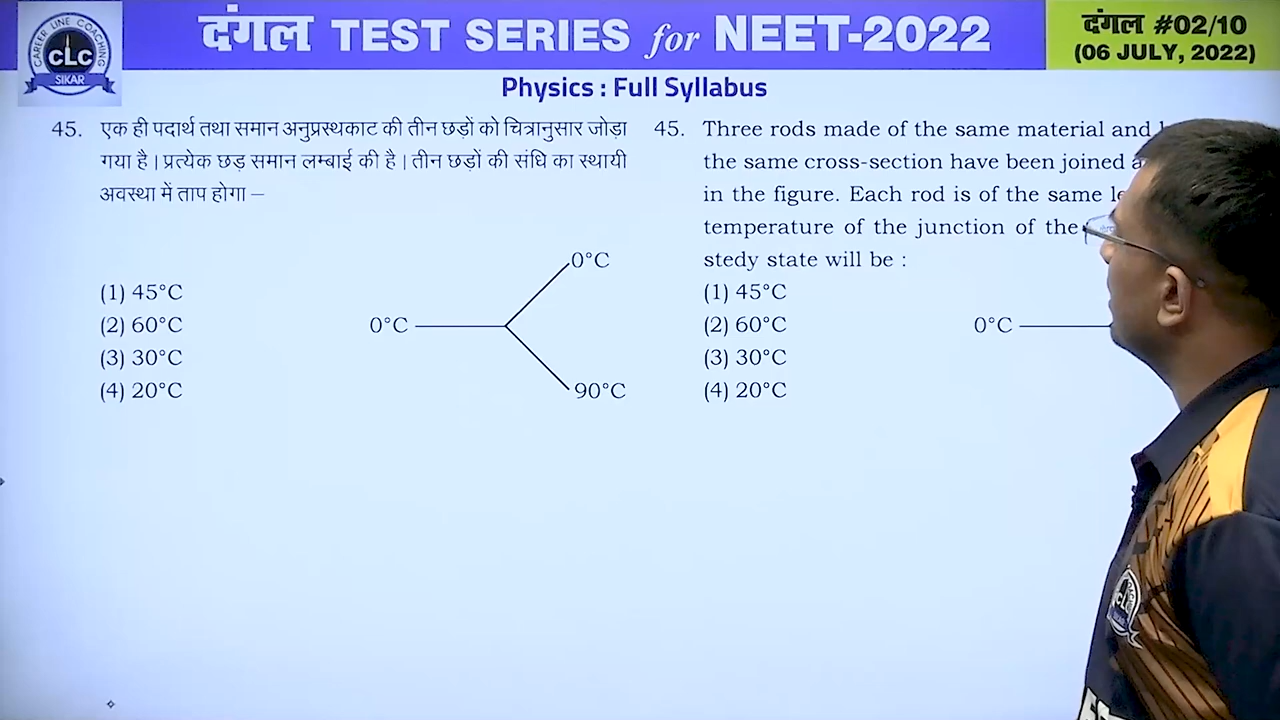 CAREER LINE COACHING
CLC
SIKAR
दंगल TEST SERIES for NEET-2022
दंगल #02/10
(06 JULY, 2022)
Physics : Full Syllabus
45. एक ही पदार्थ तथा समान अनुप्रस्थकाट की तीन छड़ों को चित्रानुसार जोड़ा
गया है। प्रत्येक छड़ समान लम्बाई की है। तीन छड़ों की संधि का स्थायी
अवस्था में ताप होगा –
0°C
(1) 45°C
(2) 60°C
0°C
(3) 30°C
(4) 20°C
90°C
45. Three rods made of the same material and
the same cross-section have been joined
in the figure. Each rod is of the same
temperature of the junction of the
stedy state will be :
(1) 45°C
(2) 60°C
0°C
(3) 30°C
(4) 20°C
CLC